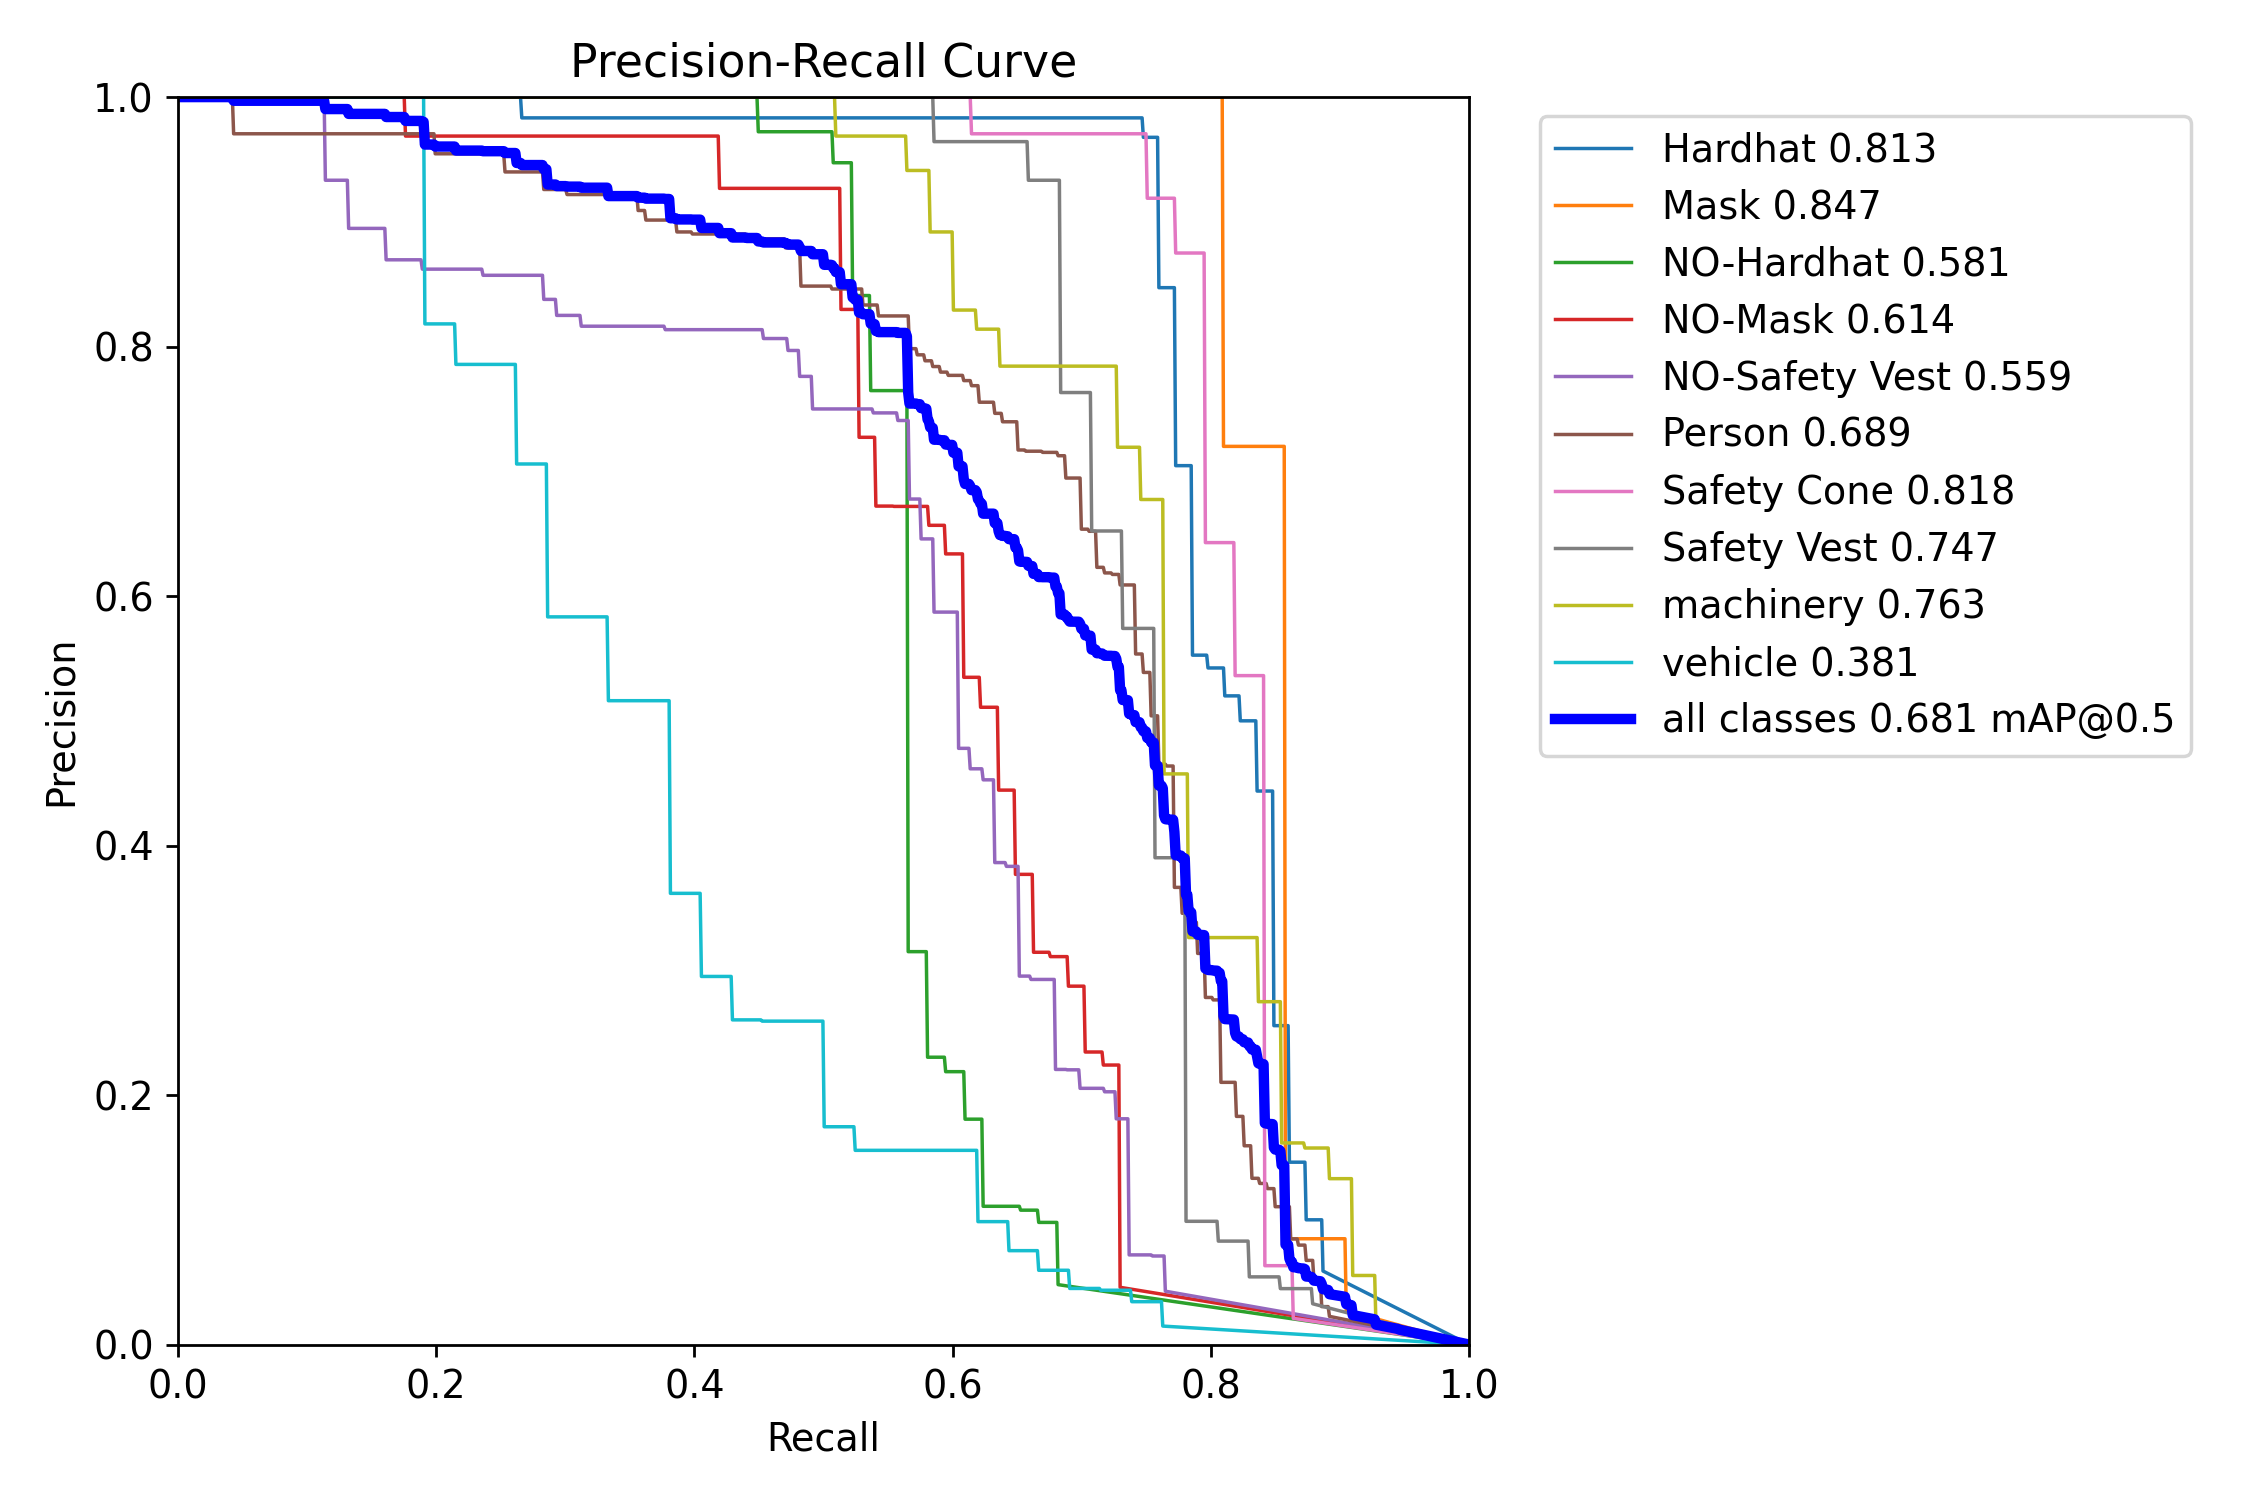 Precision-Recall Curve
1.0
0.8
0.6
0.4
0.2
0.0
Precision
0.0 0.2 0.4 0.6 0.8 1.0
Recall
Hardhat 0.813
Mask 0.847
NO-Hardhat 0.581
NO-Mask 0.614
NO-Safety Vest 0.559
Person 0.689
Safety Cone 0.818
Safety Vest 0.747
machinery 0.763
vehicle 0.381
all classes 0.681 mAP@0.5